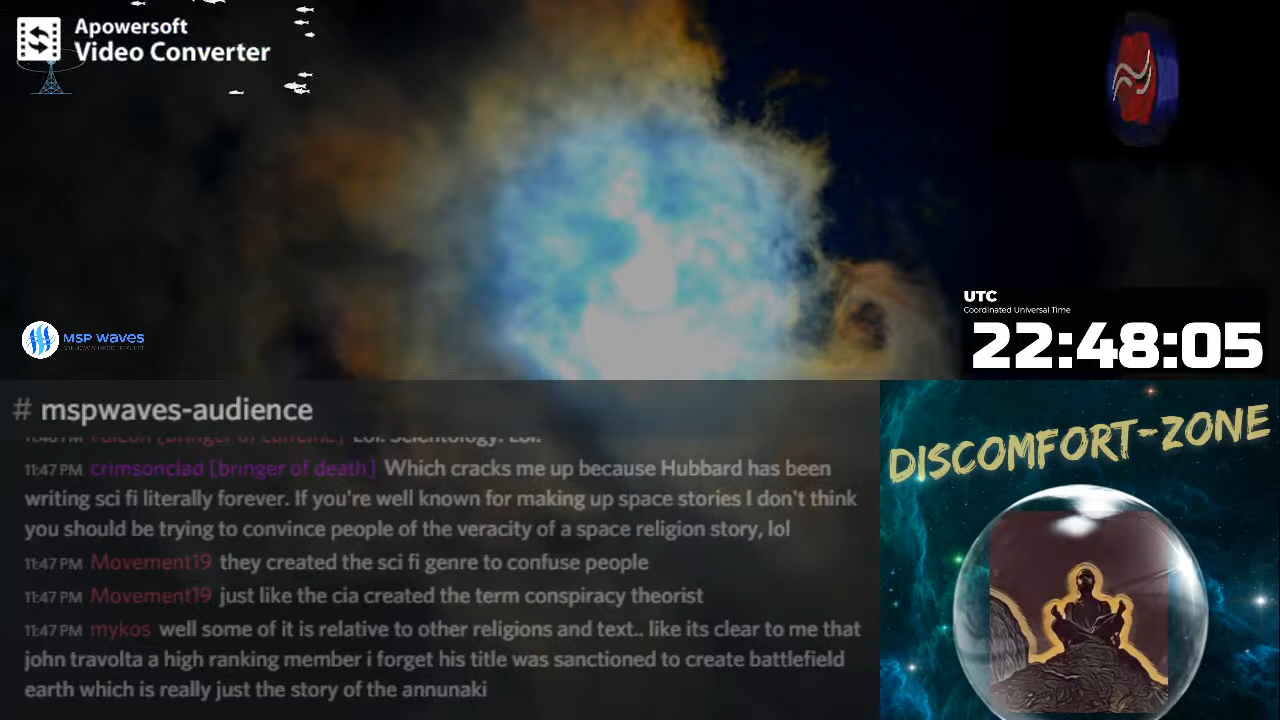 Apowersoft
Video Converter
MSP WAVES
UTC
Coordinated Universal Time
22:48:05
# mspwaves-audience
11:47 PM crimsonclad [bringer of death] Which cracks me up because Hubbard has been
writing sci fi literally forever. If you're well known for making up space stories I don't think
you should be trying to convince people of the veracity of a space religion story, lol
11:47 PM Movement19 they created the sci fi genre to confuse people
11:47 PM Movement19 just like the cia created the term conspiracy theorist
11:47 PM mykos well some of it is relative to other religions and text.. like its clear to me that
john travolta a high ranking member i forget his title was sanctioned to create battlefield
earth which is really just the story of the annunaki
DISCOMFORT-ZONE